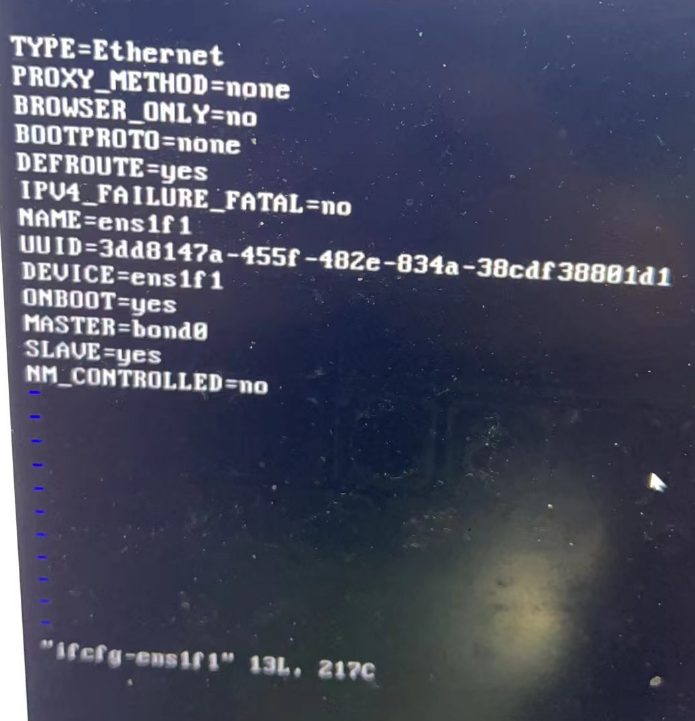 TYPE=Ethernet
PROXY_METHOD=none
BROWSER_ONLY=no
BOOTPROTO=none
DEFROUTE=yes
IPV4_FAILURE_FATAL=no
NAME=ens1f1
UUID=3dd8147a-455f-482e-834a-38cdf38801d1
DEVICE=ens1f1
ONBOOT=yes
MASTER=bond0
SLAVE=yes
NM_CONTROLLED=no
~
~
~
~
~
~
~
~
~
~
~
"ifcfg-ens1f1" 13L, 217C